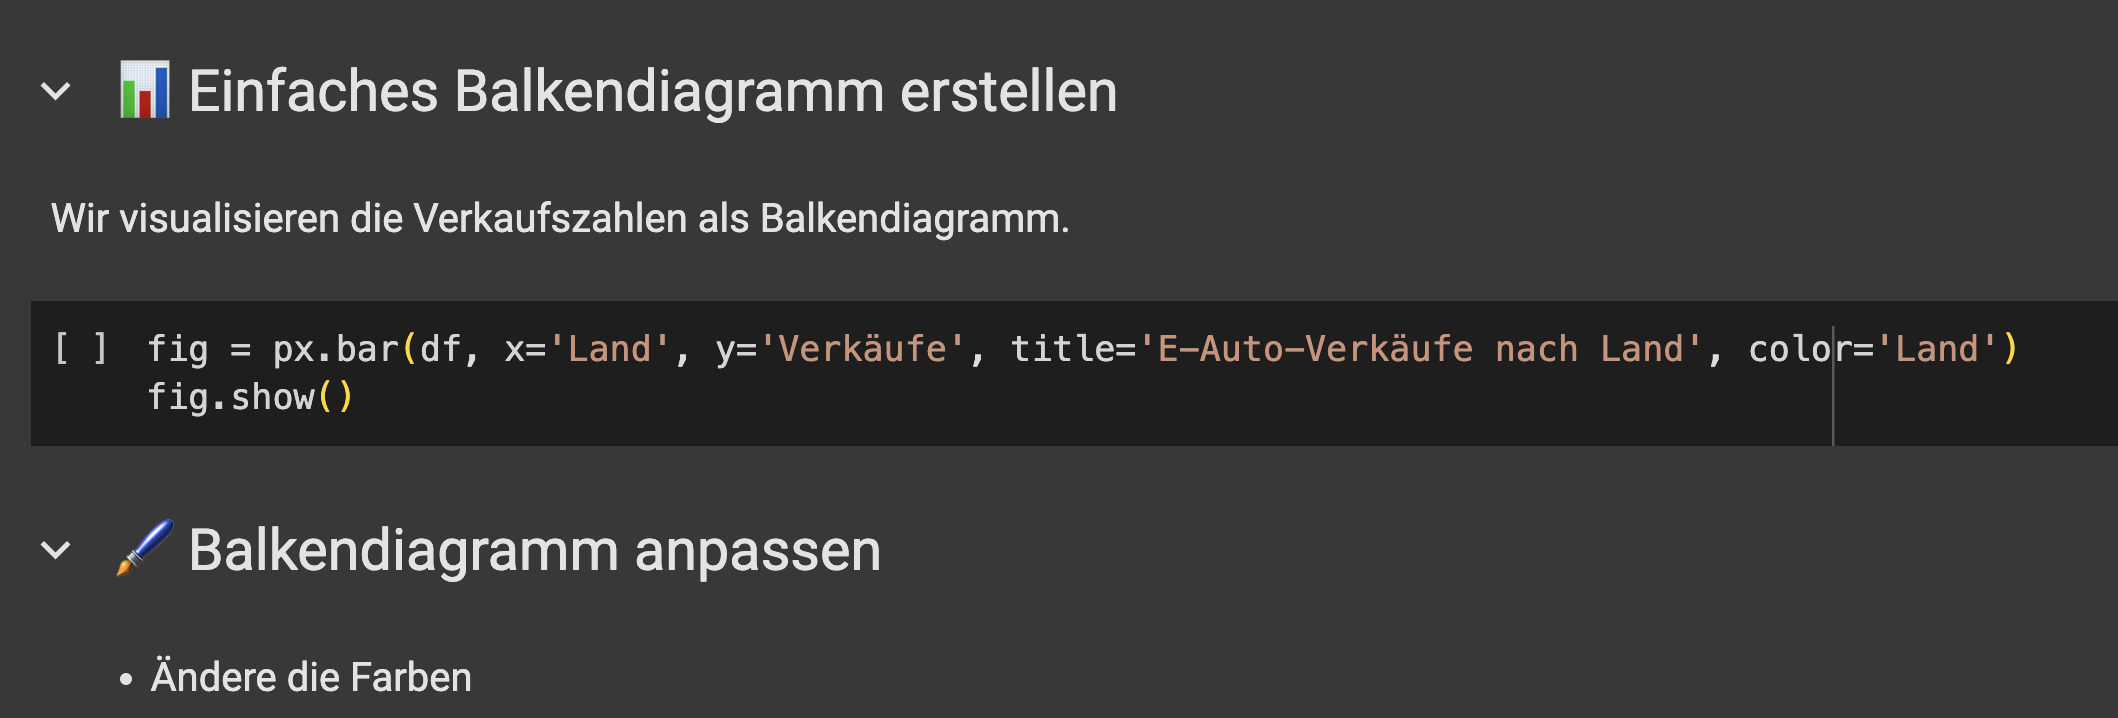 📊 Einfaches Balkendiagramm erstellen
Wir visualisieren die Verkaufszahlen als Balkendiagramm.
[ ] fig = px.bar(df, x='Land', y='Verkäufe', title='E-Auto-Verkäufe nach Land', color='Land')
fig.show()
🖌️ Balkendiagramm anpassen
• Ändere die Farben